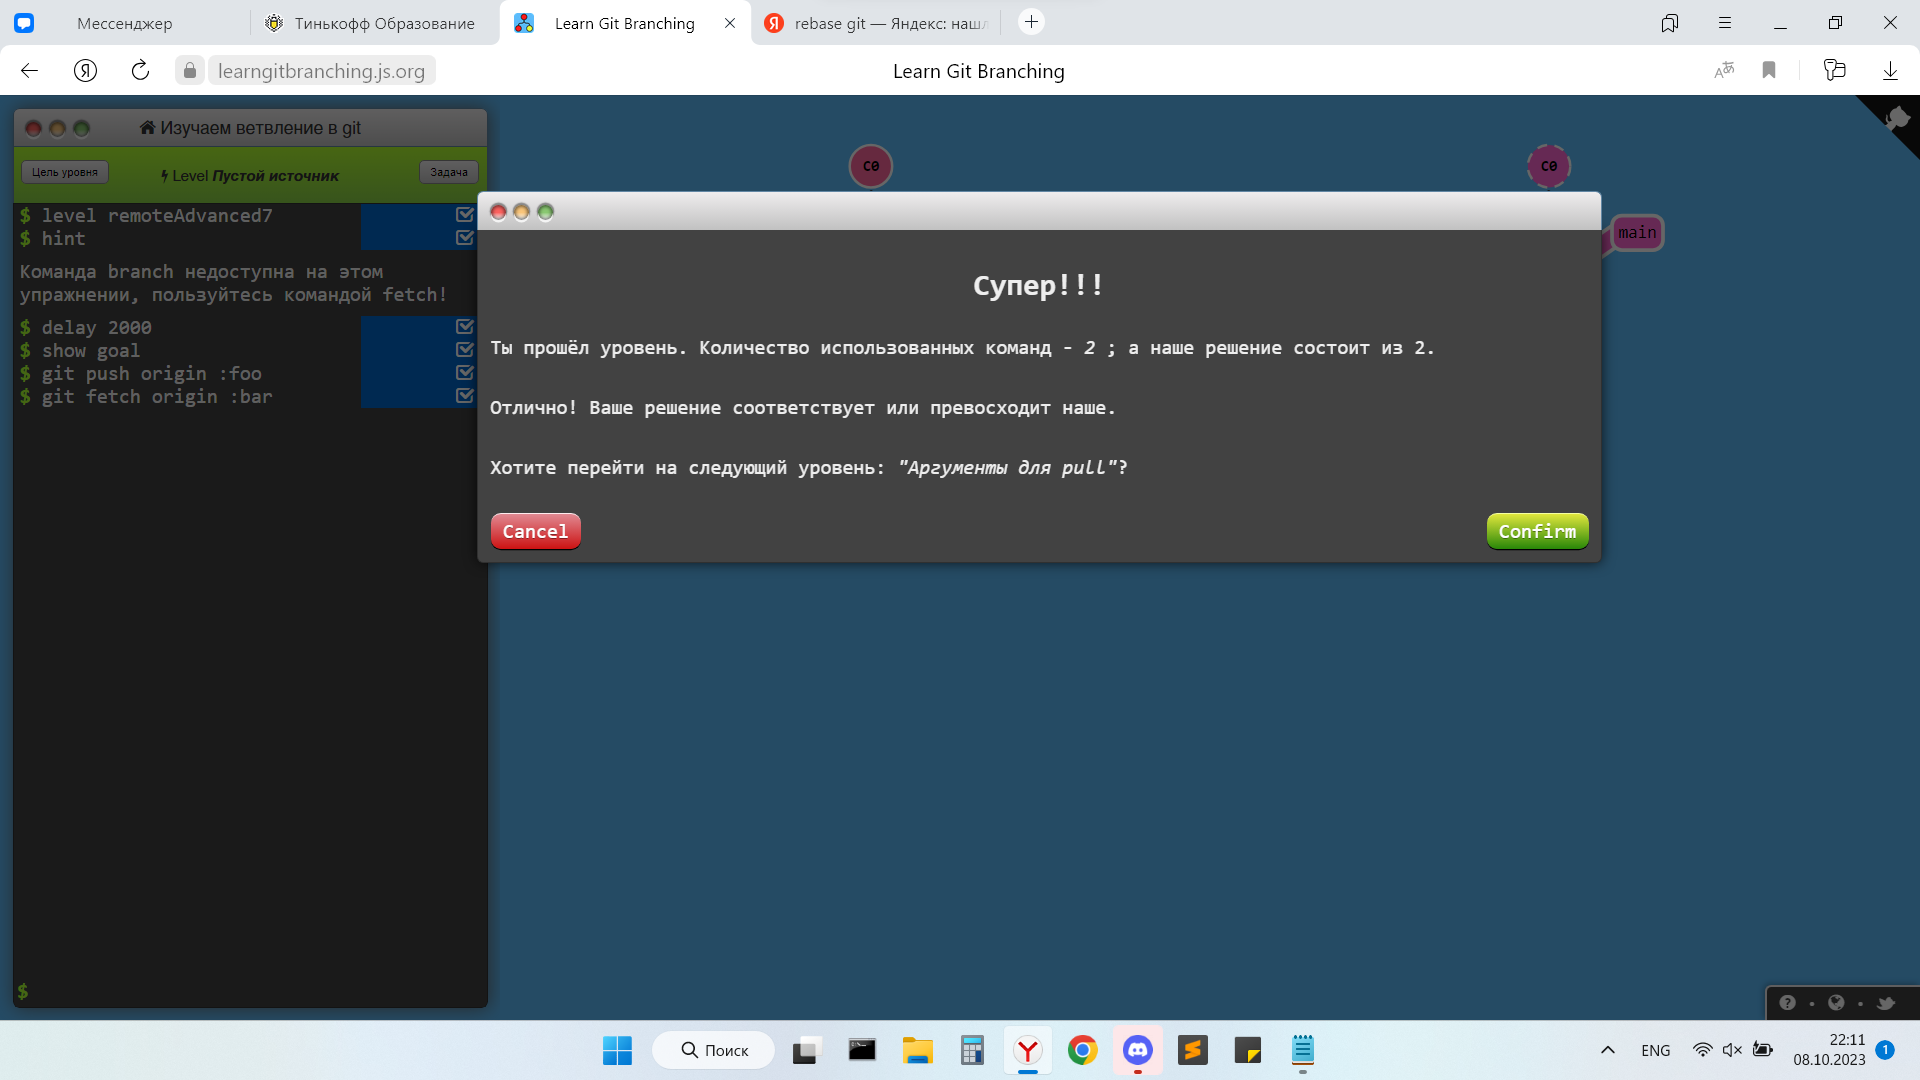 Мессенджер
Тинькофф Образование
Learn Git Branching
rebase git — Яндекс: наш
learngitbranching.js.org
Learn Git Branching
Изучаем ветвление в git
Цель уровня
Level Пустой источник
Задача
$ level remoteAdvanced7
$ hint
Команда branch недоступна на этом
упражнении, пользуйтесь командой fetch!
$ delay 2000
$ show goal
$ git push origin :foo
$ git fetch origin :bar
$
C0
C0
main
Супер!!!
Ты прошёл уровень. Количество использованных команд - 2 ; а наше решение состоит из 2.
Отлично! Ваше решение соответствует или превосходит наше.
Хотите перейти на следующий уровень: "Аргументы для pull"?
Cancel
Confirm
Поиск
ENG
22:11
08.10.2023
1